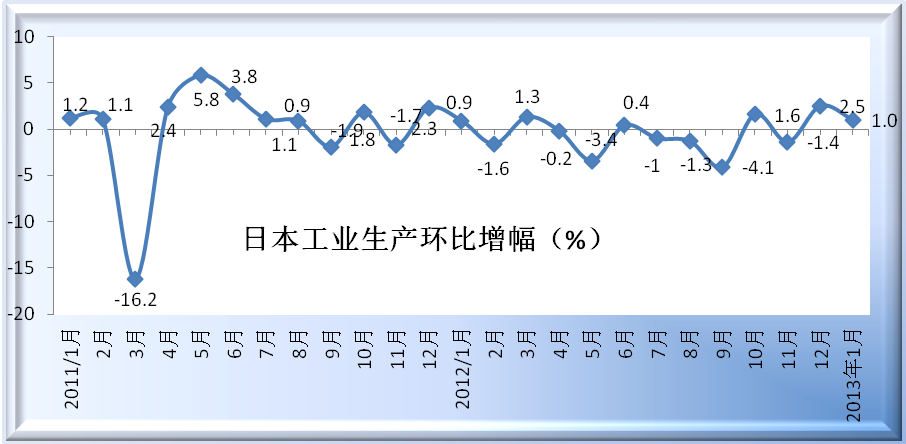 10
5
0
-5
-10
-15
-20
1.2
1.1
-16.2
2.4
5.8
3.8
1.1
0.9
-1.9
1.8
-1.7
2.3
0.9
-1.6
1.3
-0.2
-3.4
0.4
-1
-1.3
-4.1
1.6
-1.4
2.5
1.0
日本工业生产环比增幅（%）
2011/1月
2月
3月
4月
5月
6月
7月
8月
9月
10月
11月
12月
2012/1月
2月
3月
4月
5月
6月
7月
8月
9月
10月
11月
12月
2013年1月